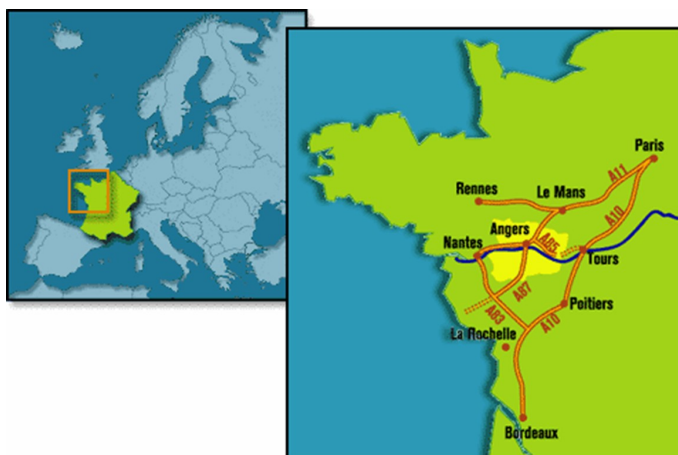 Paris
A11
Rennes
Le Mans
A10
Angers
A85
Nantes
Tours
A87
A83
Poitiers
A10
La Rochelle
Bordeaux